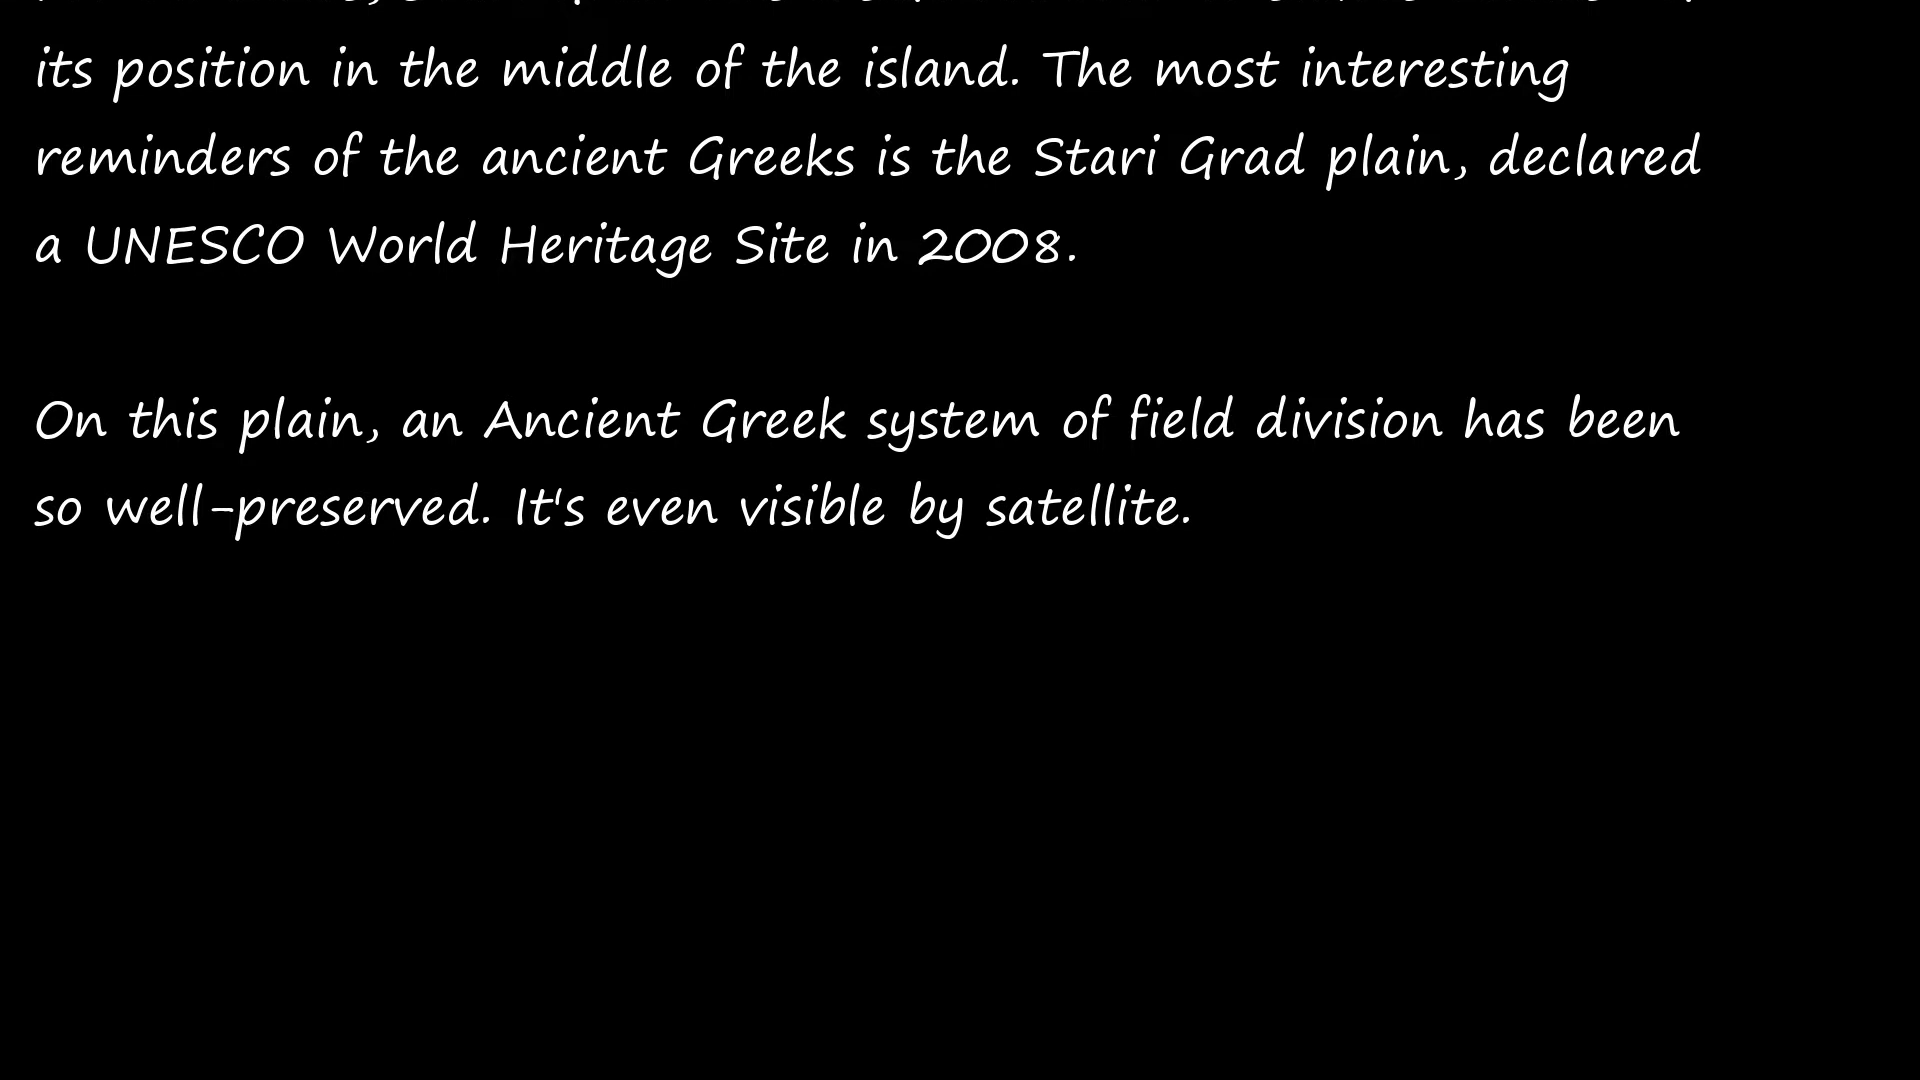 its position in the middle of the island. The most interesting
reminders of the ancient Greeks is the Stari Grad plain, declared
a UNESCO World Heritage Site in 2008.
On this plain, an Ancient Greek system of field division has been
so well-preserved. It's even visible by satellite.